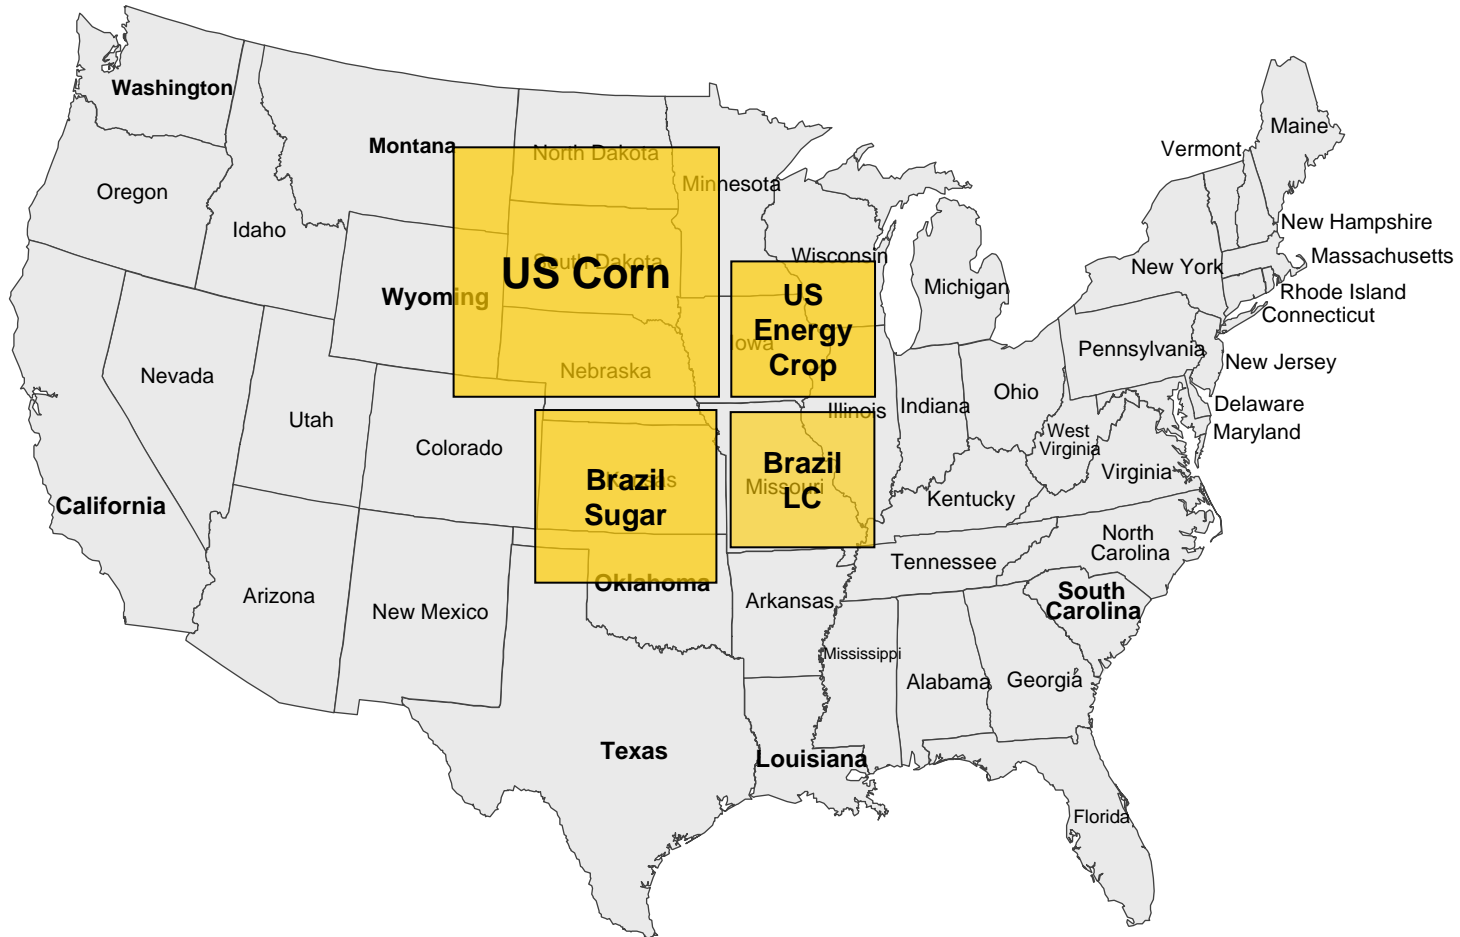 Washington
Montana
North Dakota
Minnesota
Maine
Vermont
Oregon
Idaho
New Hampshire
Massachusetts
South Dakota
US Corn
Wisconsin
New York
Michigan
Wyoming
US
Energy
Crop
Iowa
Rhode Island
Connecticut
Nevada
Nebraska
Pennsylvania
New Jersey
Utah
Colorado
Illinois
Indiana
Ohio
Delaware
Maryland
West
Virginia
Virginia
California
Kansas
Brazil
Sugar
Missouri
Brazil
LC
Kentucky
North
Carolina
Tennessee
Arizona
New Mexico
Oklahoma
Arkansas
South
Carolina
Mississippi
Alabama
Georgia
Texas
Louisiana
Florida